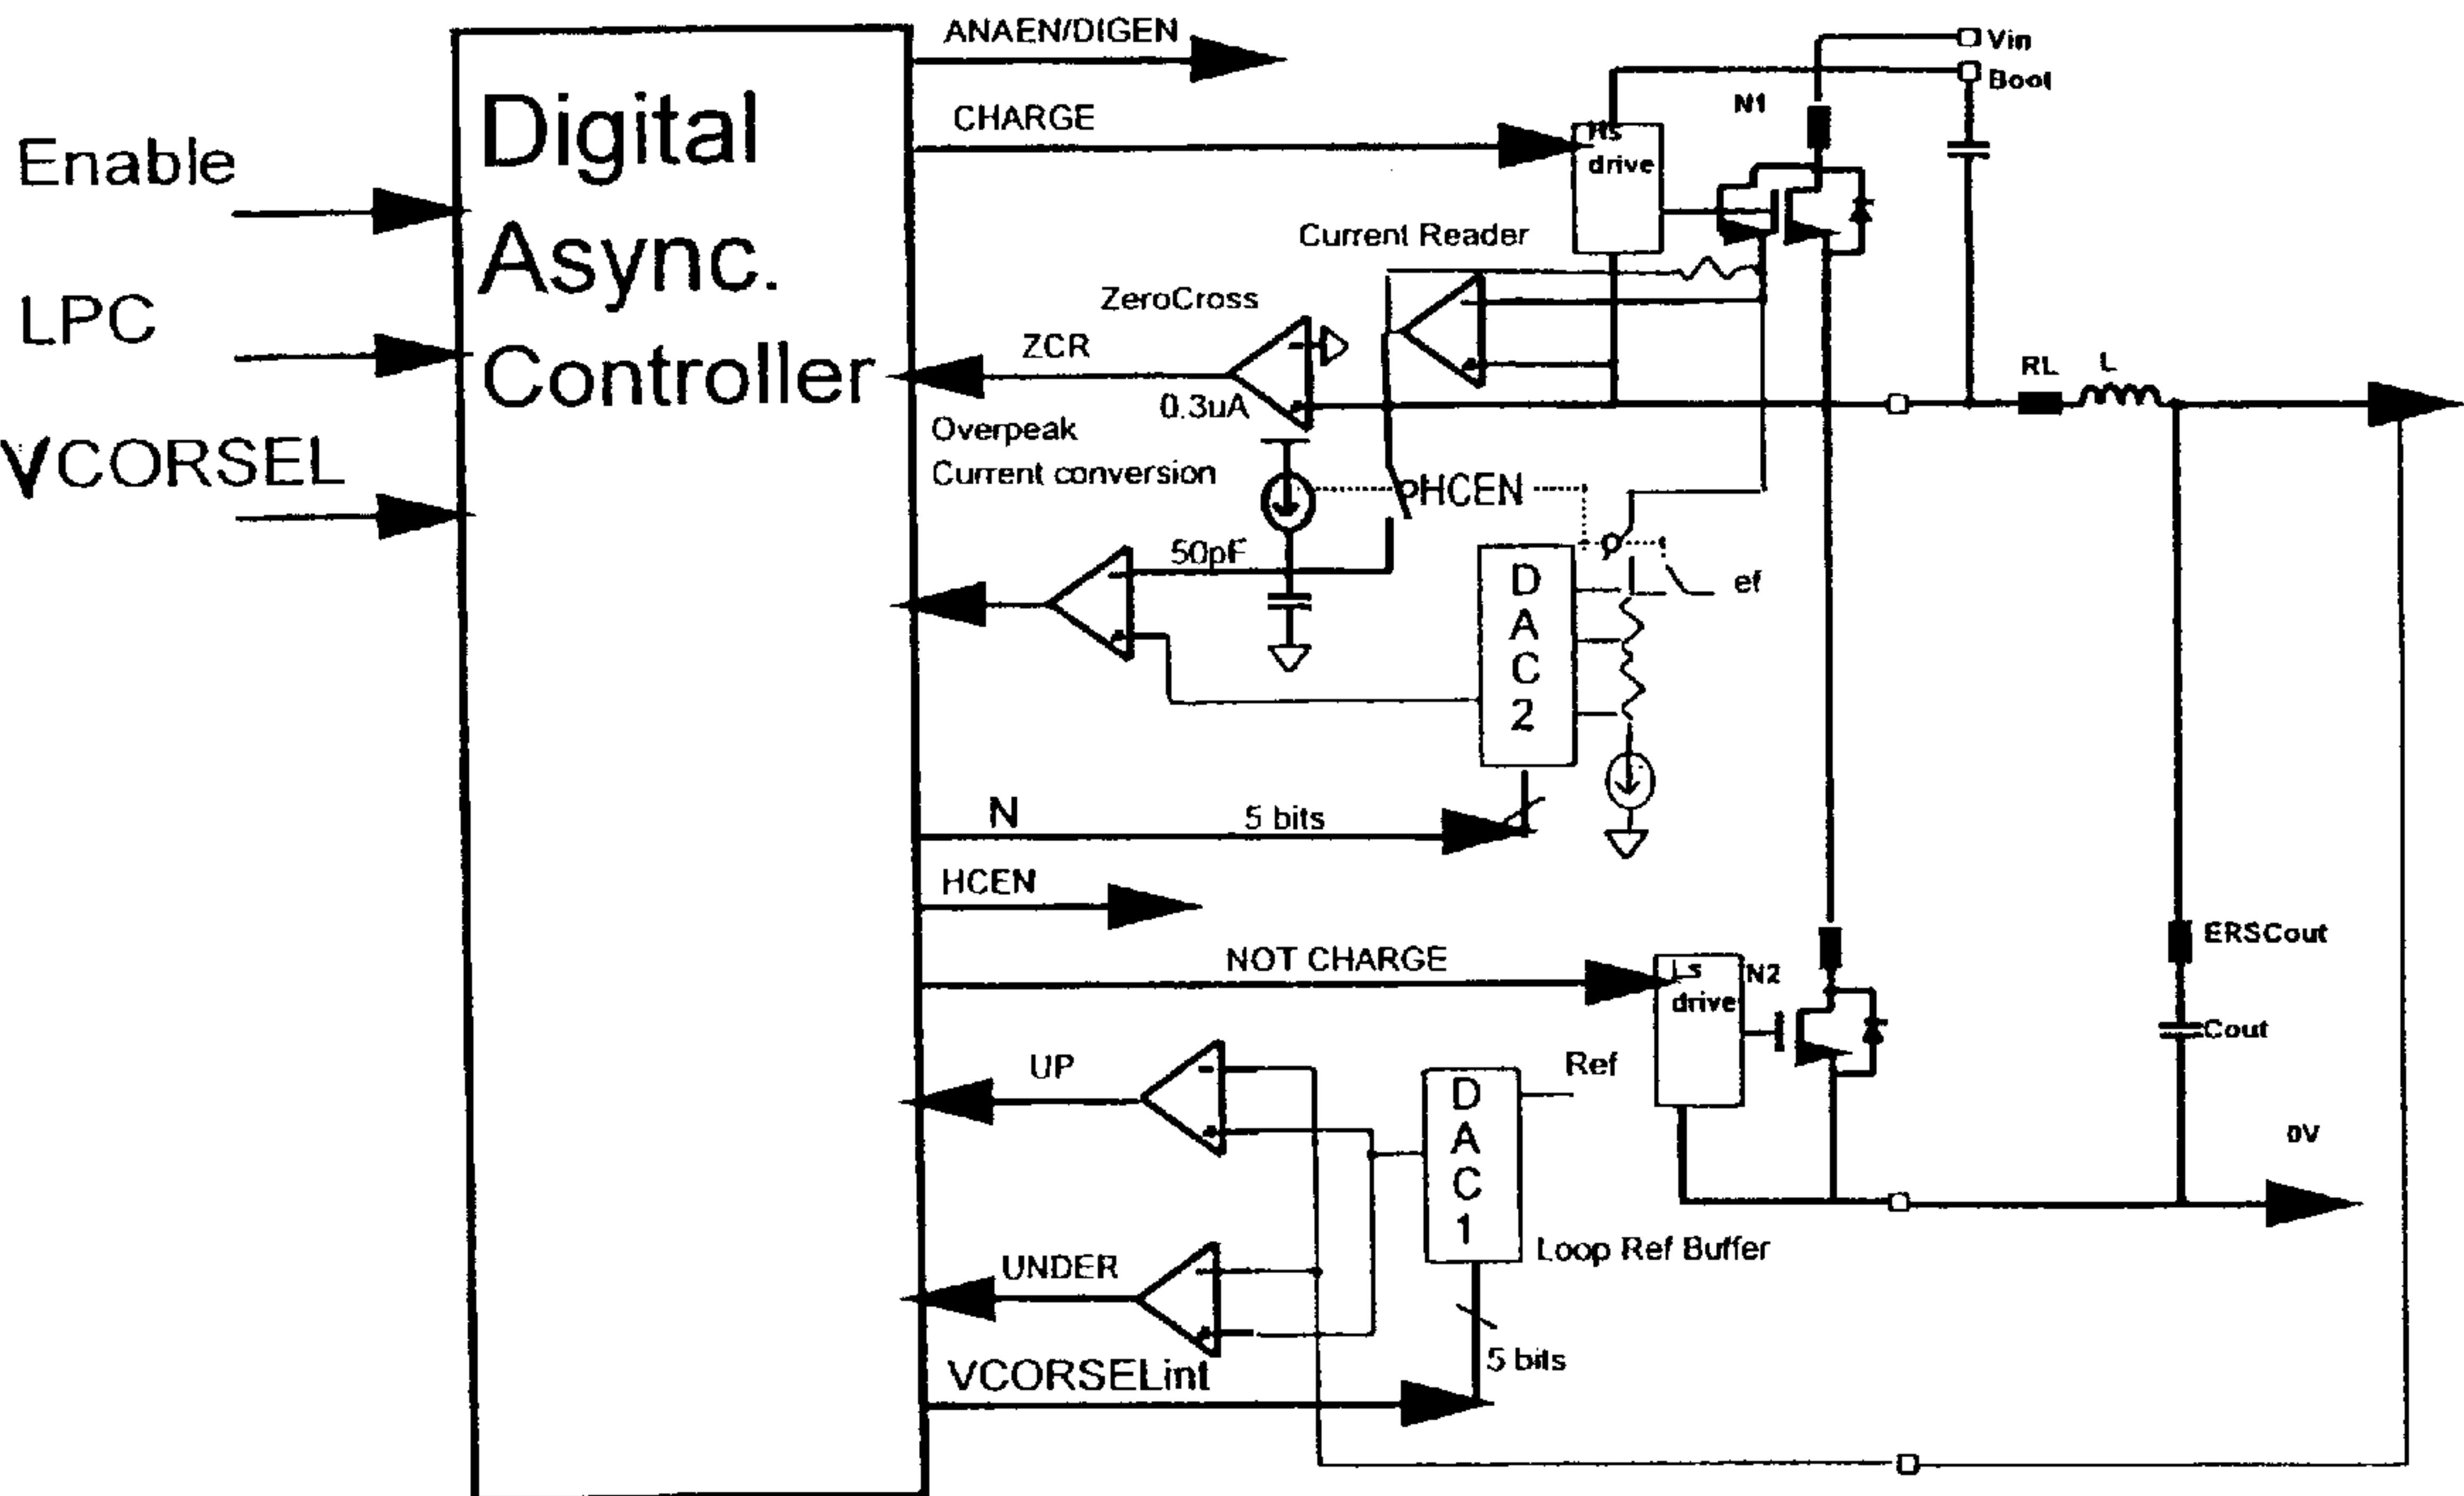 ANAEN/DIGEN
Vin
Boot
N1
Digital
Async.
Controller
CHARGE
Hs
drive
Enable
LPC
VCORSEL
Current Reader
ZeroCross
ZCR
0.3uA
RL
L
Overpeak
Current conversion
HCEN
50pF
D
A
C
2
ef
N
5 bits
HCEN
NOT CHARGE
Ls
drive
N2
ERSCout
Cout
UP
D
A
C
1
Ref
0V
Loop Ref Buffer
UNDER
5 bits
VCORSELint